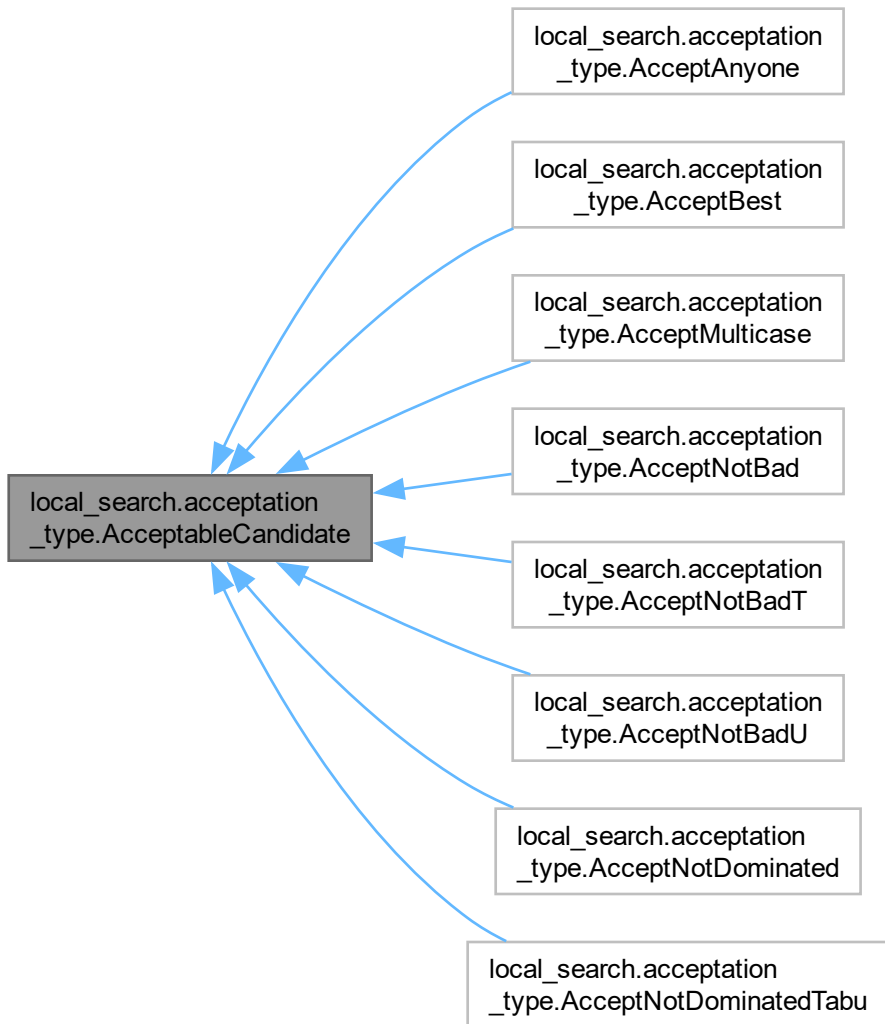 local_search.acceptation
_type.AcceptAnyone
local_search.acceptation
_type.AcceptBest
local_search.acceptation
_type.AcceptMulticase
local_search.acceptation
_type.AcceptNotBad
local_search.acceptation
_type.AcceptableCandidate
local_search.acceptation
_type.AcceptNotBadT
local_search.acceptation
_type.AcceptNotBadU
local_search.acceptation
_type.AcceptNotDominated
local_search.acceptation
_type.AcceptNotDominatedTabu